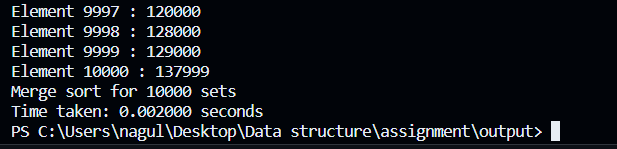 Element 9997 : 120000
Element 9998 : 128000
Element 9999 : 129000
Element 10000 : 137999
Merge sort for 10000 sets
Time taken: 0.002000 seconds
PS C:\Users\nagul\Desktop\Data structure\assignment\output>